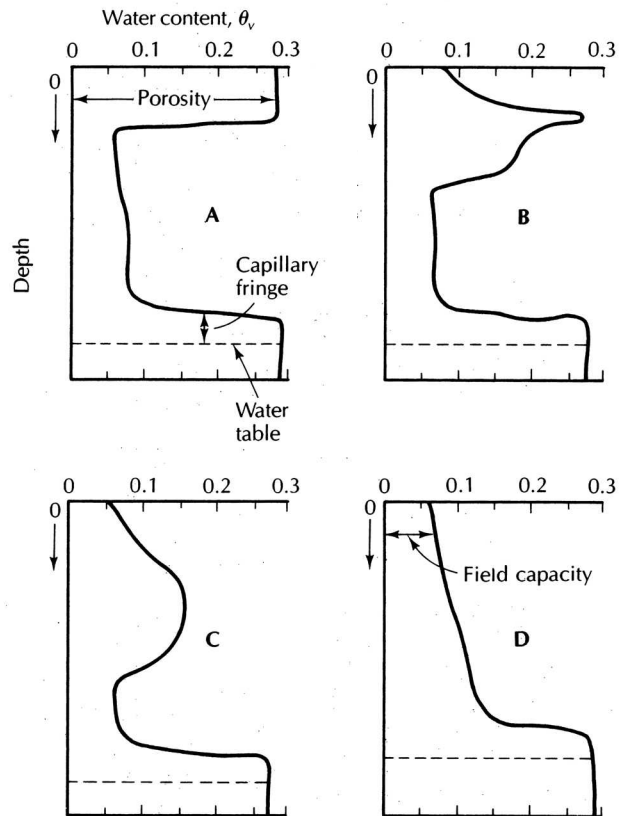 Water content, θv
0 0.1 0.2 0.3
0
Porosity
A
Capillary
fringe
Depth
Water
table
0 0.1 0.2 0.3
0
B
0 0.1 0.2 0.3
0
C
0 0.1 0.2 0.3
0
Field capacity
D